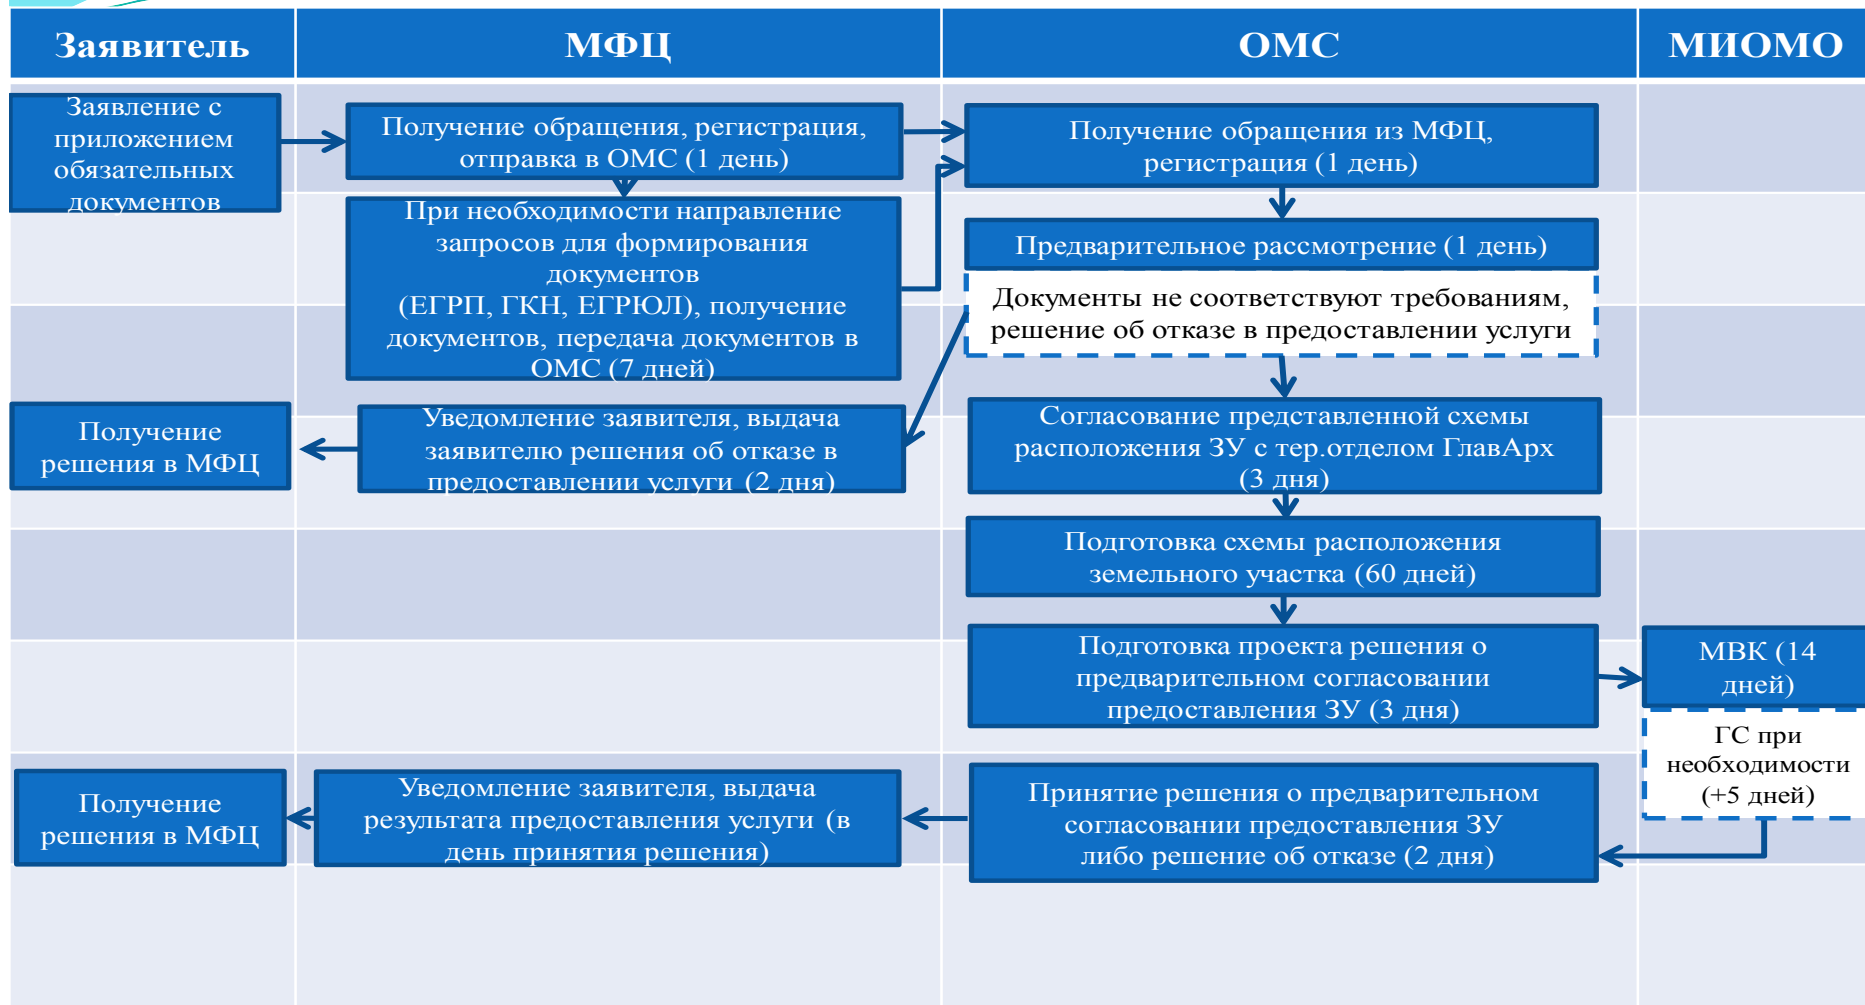 Заявитель
МФЦ
ОМС
МИОМО
Заявление с
приложением
обязательных
документов
Получение обращения, регистрация,
отправка в ОМС (1 день)
Получение обращения из МФЦ,
регистрация (1 день)
При необходимости направление
запросов для формирования
документов
(ЕГРП, ГКН, ЕГРЮЛ), получение
документов, передача документов в
ОМС (7 дней)
Предварительное рассмотрение (1 день)
Документы не соответствуют требованиям,
решение об отказе в предоставлении услуги
Получение
решения в МФЦ
Уведомление заявителя, выдача
заявителю решения об отказе в
предоставлении услуги (2 дня)
Согласование представленной схемы
расположения ЗУ с тер.отделом ГлавАрх
(3 дня)
Подготовка схемы расположения
земельного участка (60 дней)
Подготовка проекта решения о
предварительном согласовании
предоставления ЗУ (3 дня)
МВК (14
дней)
ГС при
необходимости
(+5 дней)
Получение
решения в МФЦ
Уведомление заявителя, выдача
результата предоставления услуги (в
день принятия решения)
Принятие решения о предварительном
согласовании предоставления ЗУ
либо решение об отказе (2 дня)